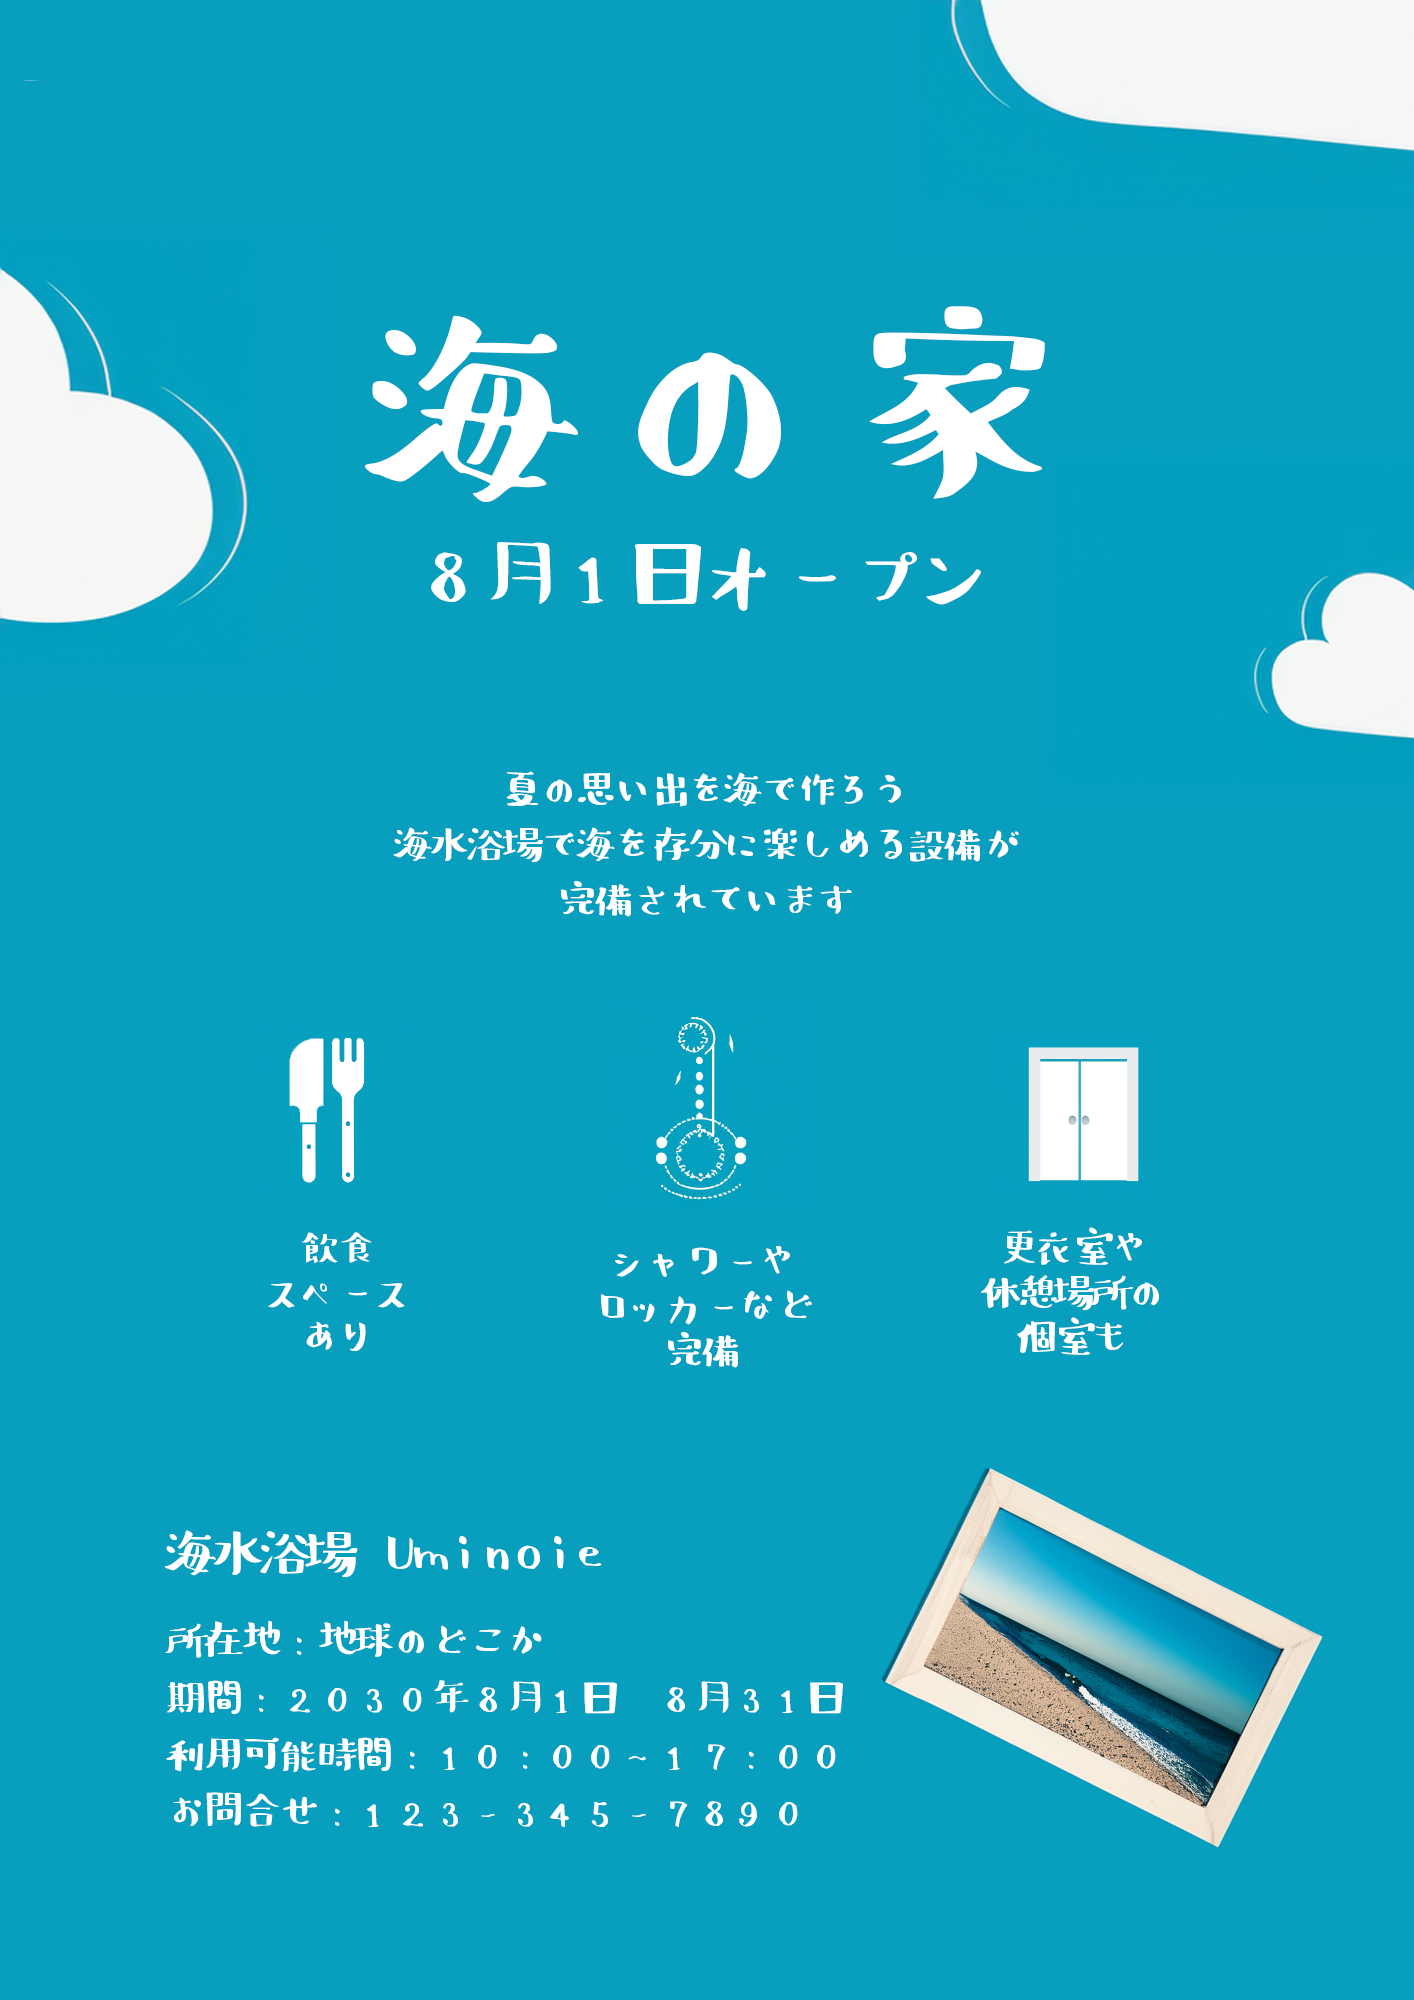 海の家
8月1日オープン
夏の思い出を海で作ろう
海水浴場で海を存分に楽しめる設備が
完備されています
飲食
スペース
あり
シャワーや
ロッカーなど
完備
更衣室や
休憩場所の
個室も
海水浴場 Uminoie
所在地：地球のどこか
期間：２０３０年８月１日　８月３１日
利用可能時間：１０：００~１７：００
お問合せ：１２３-３４５-７８９０